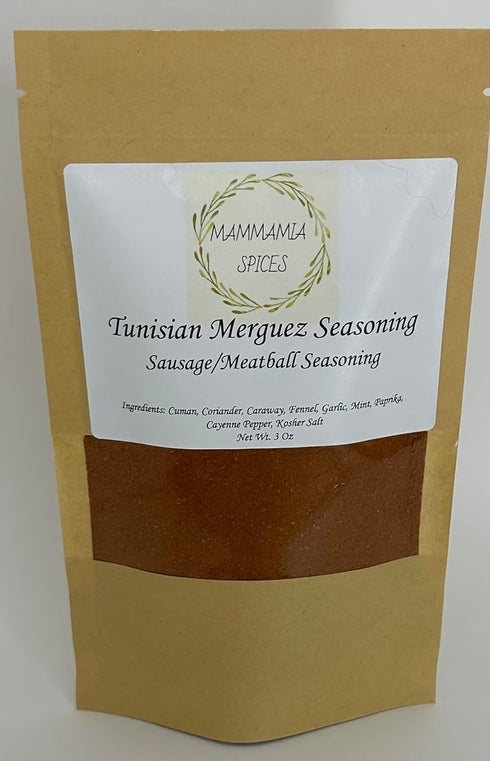 MAMMAMIA
SPICES
Tunisian Merguez Seasoning
Sausage/Meatball Seasoning
Ingredients: Cuman, Coriander, Caraway, Fennel, Garlic, Mint, Paprika,
Cayenne Pepper, Kosher Salt
Net Wt. 3 Oz